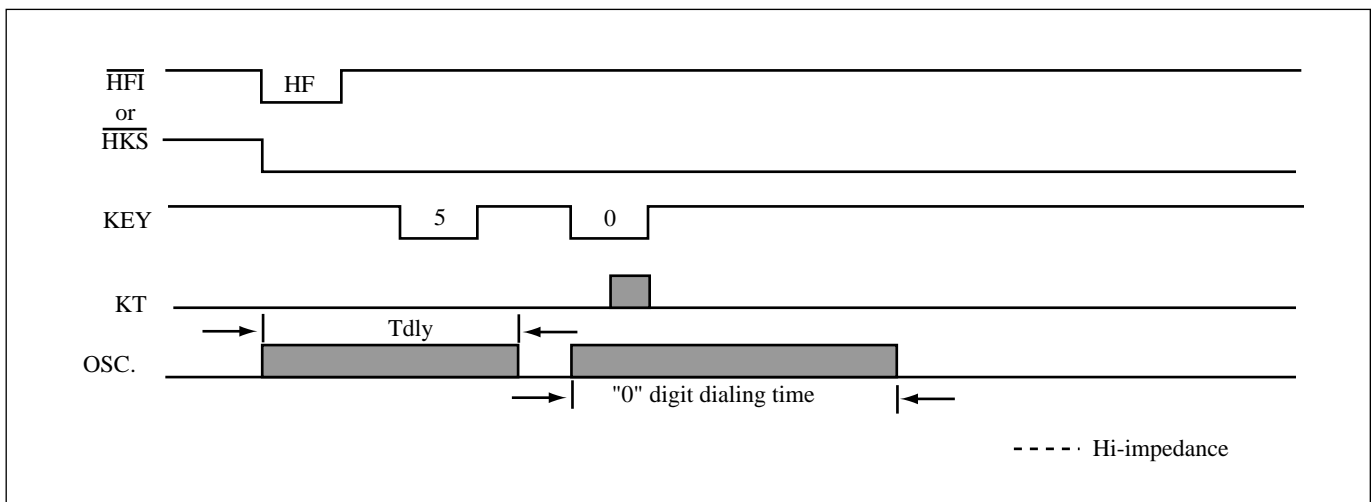 HFI
HF
or
HKS
KEY
5
0
KT
Tdly
OSC.
"0" digit dialing time
Hi-impedance